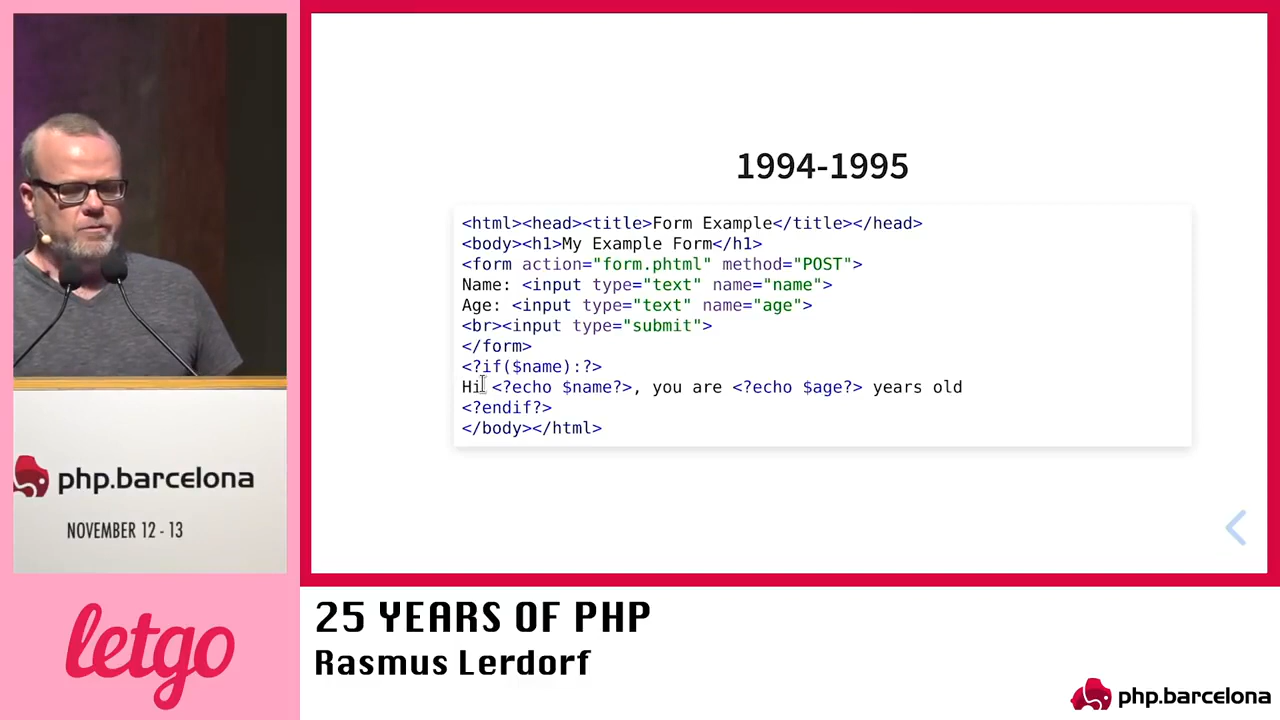 1994-1995
<html><head><title>Form Example</title></head>
<body><h1>My Example Form</h1>
<form action="form.phtml" method="POST">
Name: <input type="text" name="name">
Age: <input type="text" name="age">
<br><input type="submit">
</form>
<?if($name):?>
Hi <?echo $name?>, you are <?echo $age?> years old
<?endif?>
</body></html>
php.barcelona
NOVEMBER 12 - 13
letgo
25 YEARS OF PHP
Rasmus Lerdorf
php.barcelona